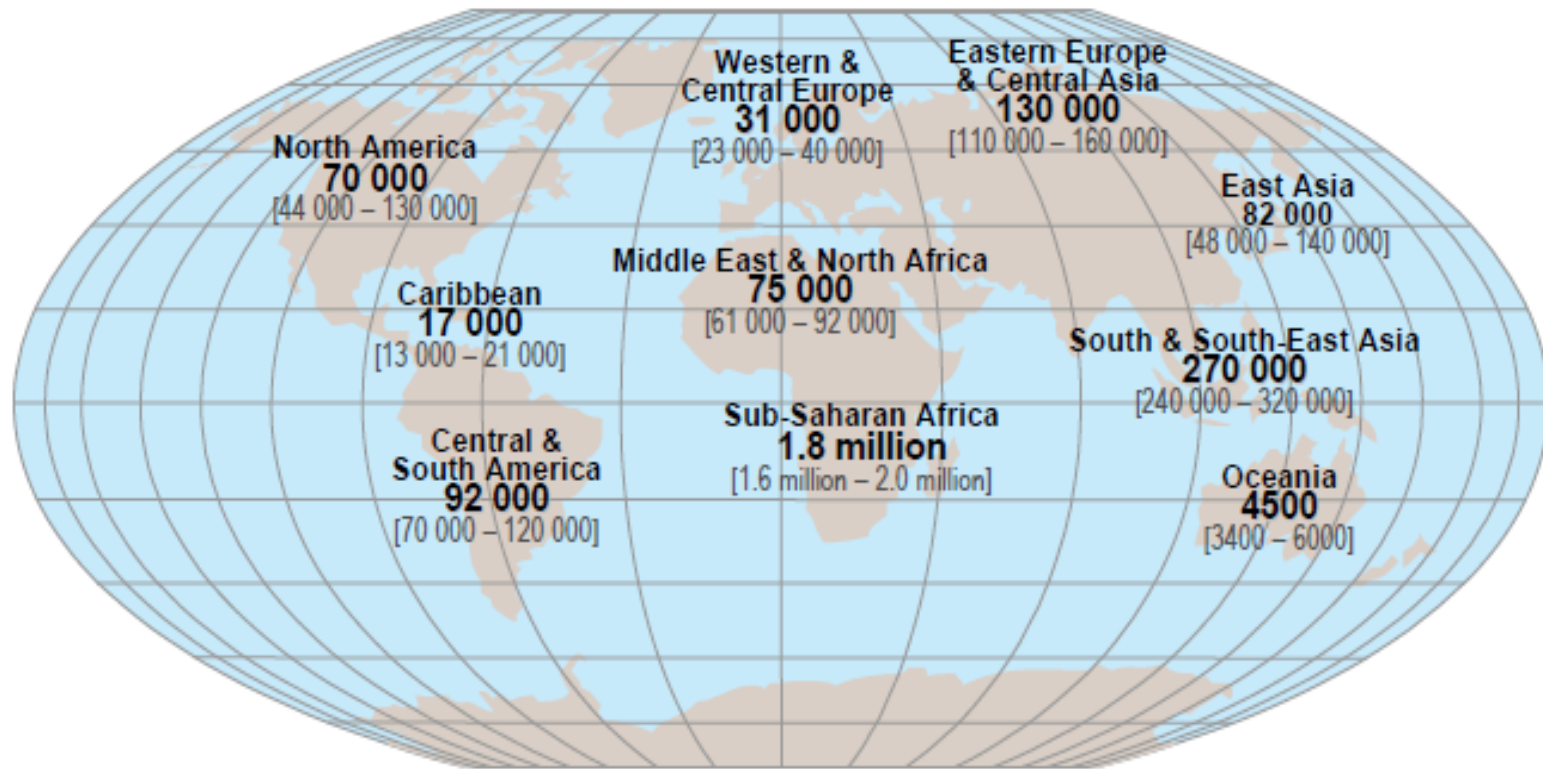 Western &
Central Europe
31 000
[23 000 – 40 000]
Eastern Europe
& Central Asia
130 000
[110 000 – 160 000]
North America
70 000
[44 000 – 130 000]
East Asia
82 000
[48 000 – 140 000]
Middle East & North Africa
75 000
[61 000 – 92 000]
Caribbean
17 000
[13 000 – 21 000]
South & South-East Asia
270 000
[240 000 – 320 000]
Sub-Saharan Africa
1.8 million
[1.6 million – 2.0 million]
Central &
South America
92 000
[70 000 – 120 000]
Oceania
4500
[3400 – 6000]